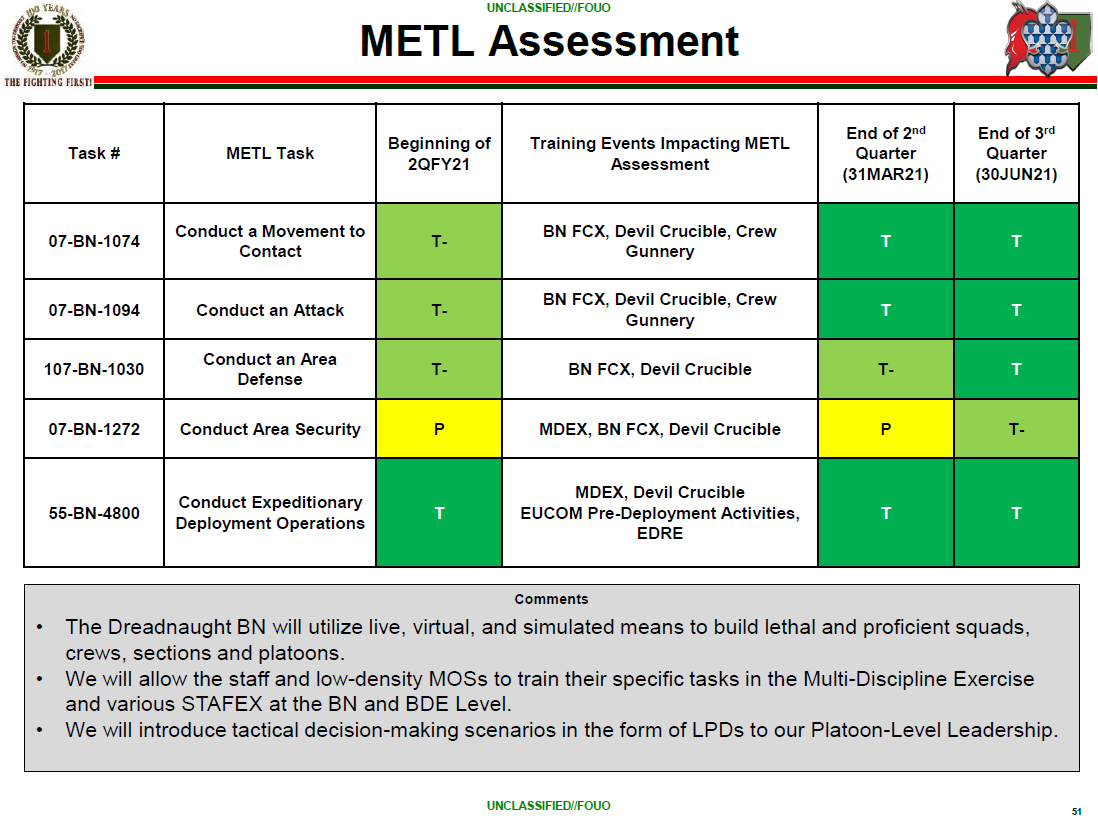 UNCLASSIFIED//FOUO
METL Assessment
100 YEARS
1
1917 - 2017
THE FIGHTING FIRST!
1
Task #
METL Task
Beginning of
2QFY21
Training Events Impacting METL
Assessment
End of 2nd
Quarter
(31MAR21)
End of 3rd
Quarter
(30JUN21)
07-BN-1074
Conduct a Movement to
Contact
T-
BN FCX, Devil Crucible, Crew
Gunnery
T
T
07-BN-1094
Conduct an Attack
T-
BN FCX, Devil Crucible, Crew
Gunnery
T
T
107-BN-1030
Conduct an Area
Defense
T-
BN FCX, Devil Crucible
T-
T
07-BN-1272
Conduct Area Security
P
MDEX, BN FCX, Devil Crucible
P
T-
55-BN-4800
Conduct Expeditionary
Deployment Operations
T
MDEX, Devil Crucible
EUCOM Pre-Deployment Activities,
EDRE
T
T
Comments
• The Dreadnaught BN will utilize live, virtual, and simulated means to build lethal and proficient squads,
crews, sections and platoons.
• We will allow the staff and low-density MOSs to train their specific tasks in the Multi-Discipline Exercise
and various STAFEX at the BN and BDE Level.
• We will introduce tactical decision-making scenarios in the form of LPDs to our Platoon-Level Leadership.
UNCLASSIFIED//FOUO
51